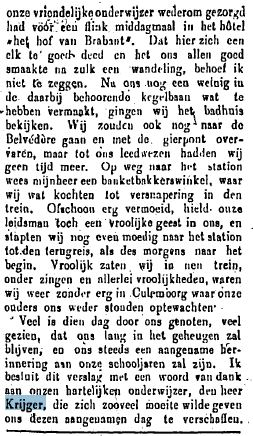 onze vriendelijke onderwijzer wederom gezorgd
had voor een flink middagmaal in het hôtel
„het hof van Brabant". Dat hier zich een
elk te goed deed en het ons allen goed
smaakte na zulk een wandeling, behoef ik
niet te zeggen. Na ons nog een weinig in
de daarbij behoorende kegelbaan wat te
hebben vermaakt, gingen wij het badhuis
bekijken. Wij zouden ook nog naar do
Belvédère gaan en met de gierpont over-
varen, maar tot ons leedwezen hadden wij
geen tijd meer. Op weg naar het station
wees mijnheer een banketbakkerswinkel, waar
wij wat kochten tot versnapering in den
trein. Ofschoon erg vermoeid, hield onze
leidsman toch een vroolijke geest in ons, en
stapten wij nog even moedig naar het station
tot den terugreis, als des morgens naar het
begin. Vroolijk zaten wij in den trein,
onder zingen en allerlei vroolijkheden, waren
wij weer zonder erg in Culemborg waar onze
ouders ons weder stonden optewachten
Veel is dien dag door ons genoten, veel
gezien, dat ons lang in het geheugen zal
blijven, en ons steeds een aangename her-
innering aan onze schooljaren zal zijn. Ik
besluit dit verslag met een woord van dank
aan onzen hartelijken onderwijzer, den heer
Krijger, die zich zooveel moeite wilde geven
ons dezen aangenamen dag te verschaffen.